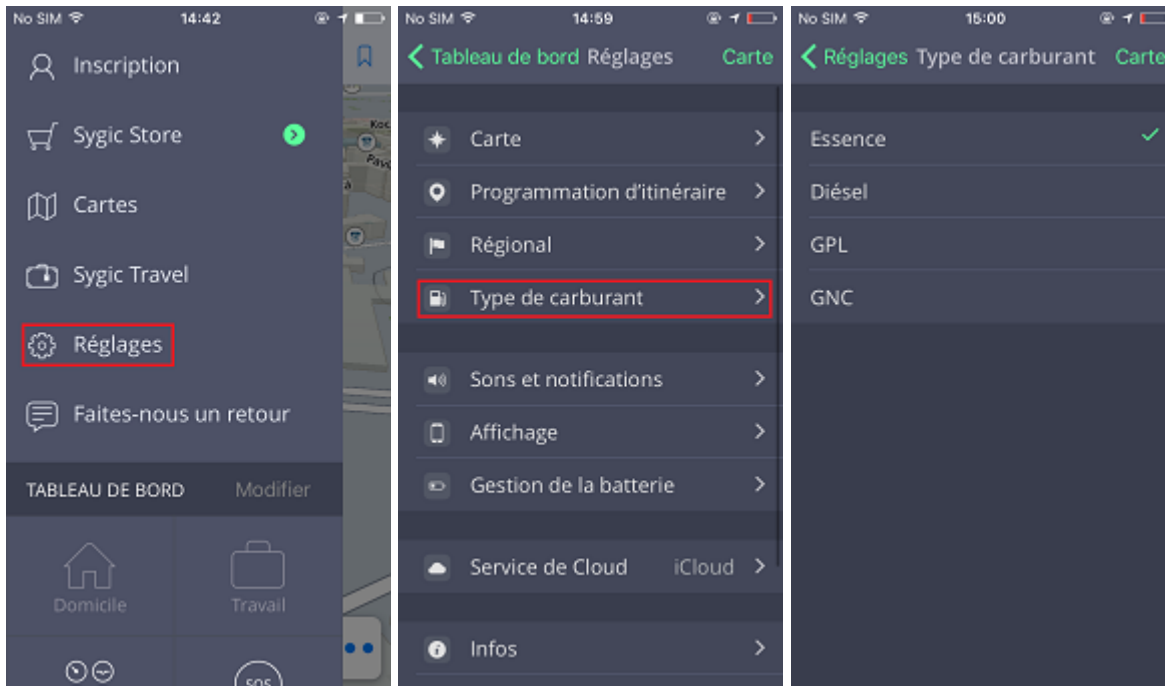 No SIM 14:42
Inscription
Sygic Store
Cartes
Sygic Travel
Réglages
Faites-nous un retour
TABLEAU DE BORD Modifier
Domicile Travail
SOS
No SIM 14:59
Tableau de bord Réglages Carte
Carte
Programmation d'itinéraire
Régional
Type de carburant
Sons et notifications
Affichage
Gestion de la batterie
Service de Cloud iCloud
Infos
No SIM 15:00
Réglages Type de carburant Carte
Essence
Diésel
GPL
GNC